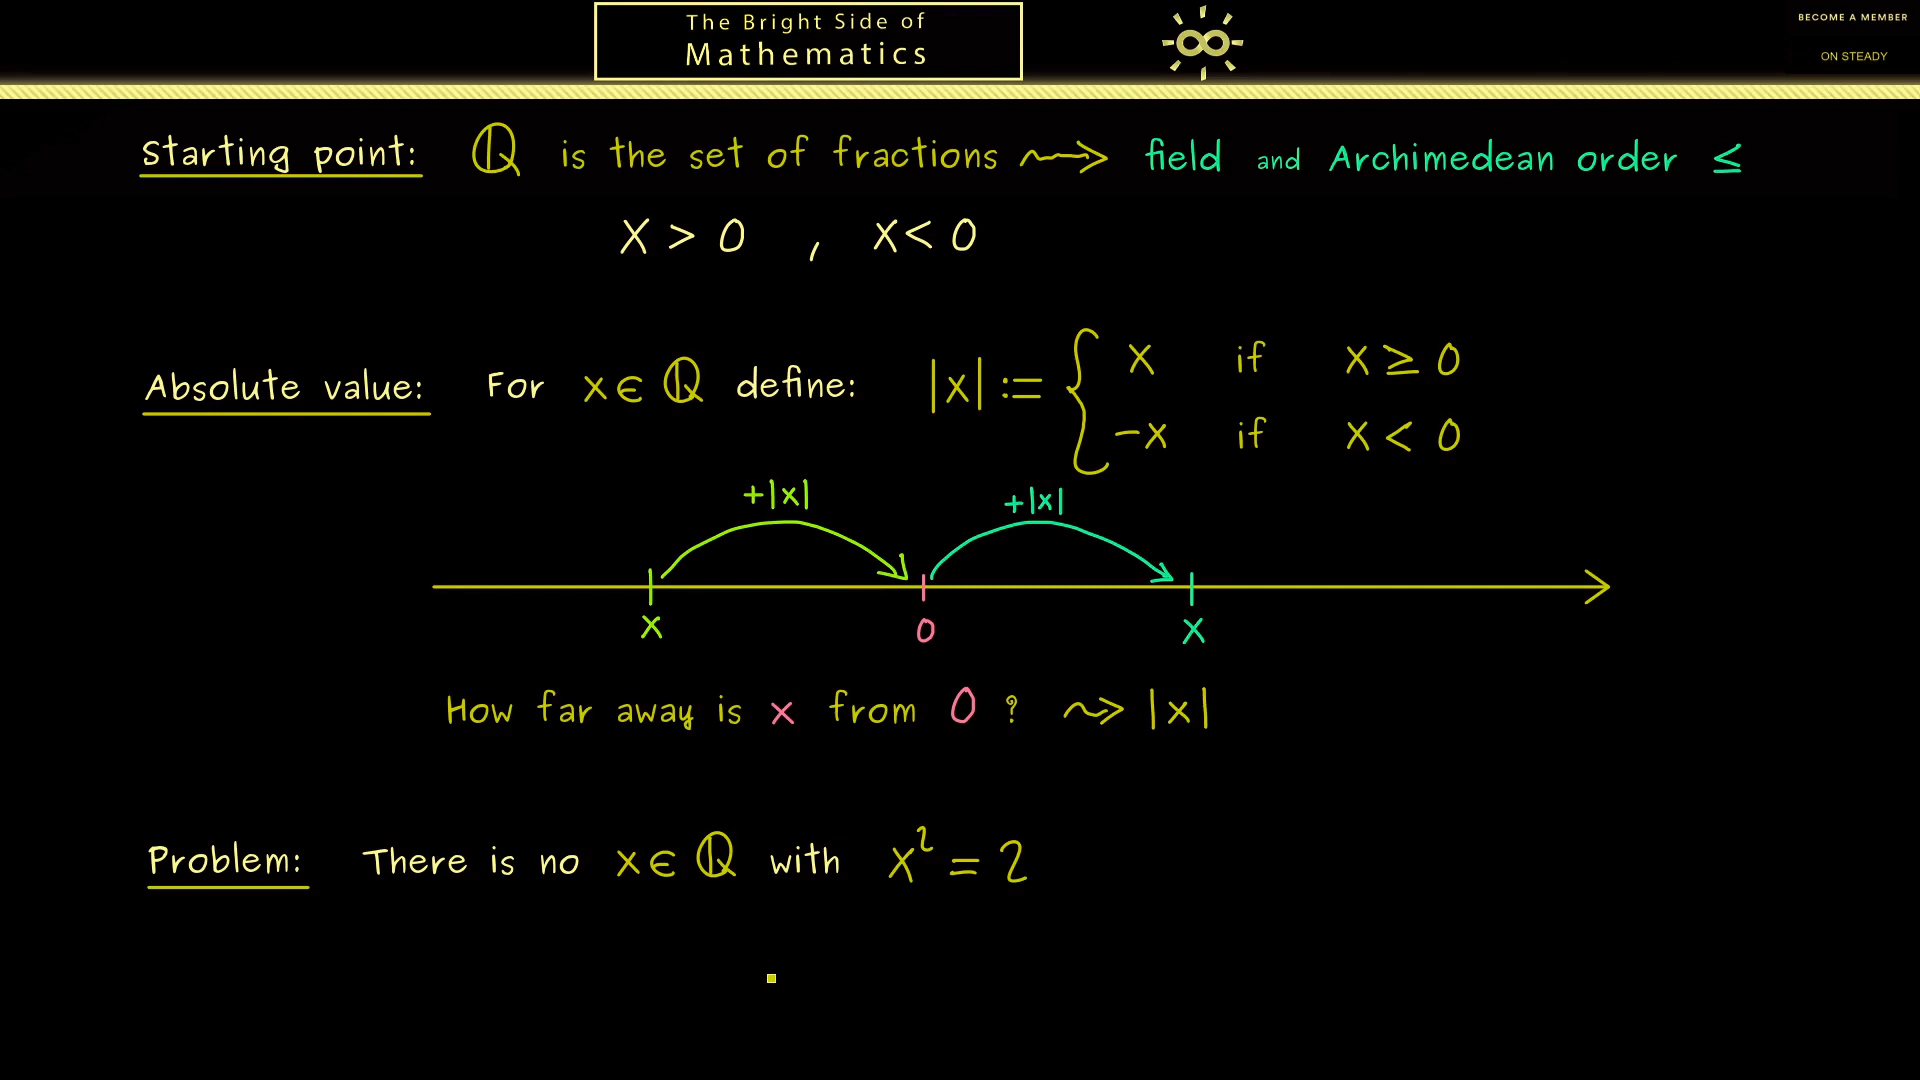 The Bright Side of
Mathematics
BECOME A MEMBER
ON STEADY
Starting point: ℚ is the set of fractions ⇝ field and Archimedean order ≤
X > 0 , X < 0
Absolute value: For x ∈ ℚ define: |x| := { x if x ≥ 0
-x if x < 0
+|x| +|x|
x 0 x
How far away is x from 0 ? ⇝ |x|
Problem: There is no x ∈ ℚ with x² = 2